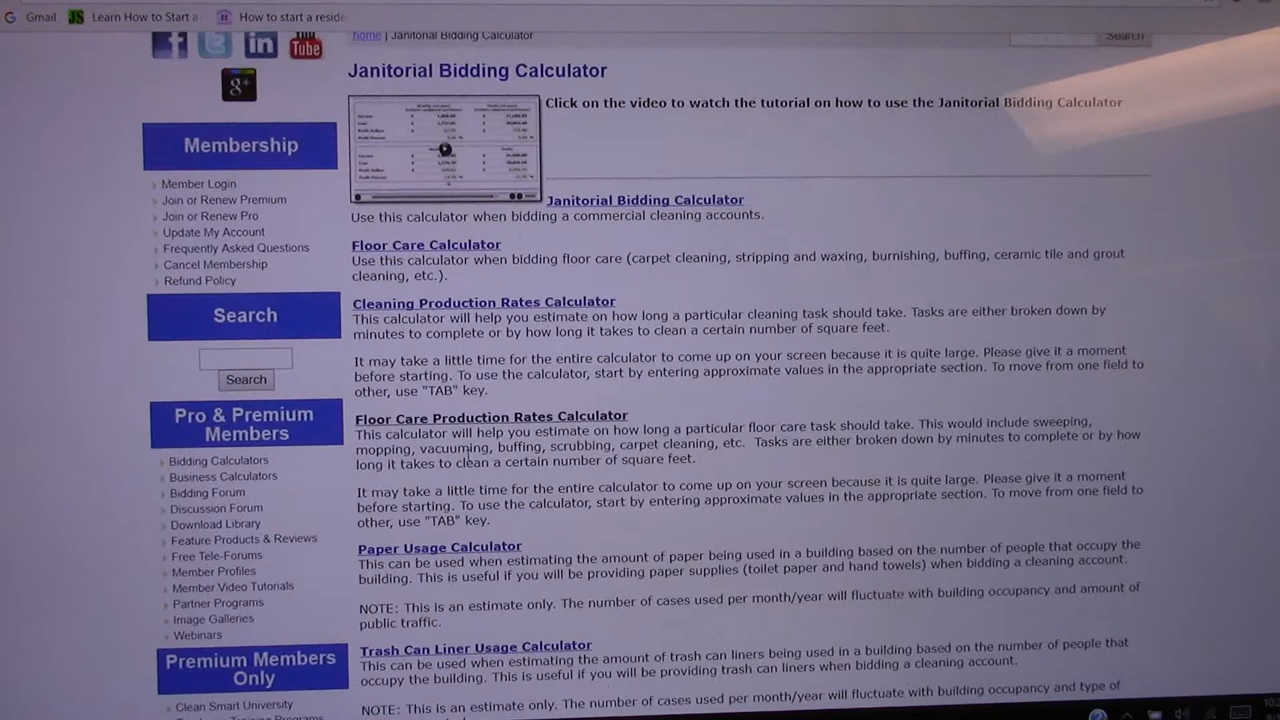 Gmail
Learn How to Start a
How to start a reside
home | Janitorial Bidding Calculator
Search
f
in
You
Tube
g+
Janitorial Bidding Calculator
Click on the video to watch the tutorial on how to use the Janitorial Bidding Calculator
Membership
Member Login
Join or Renew Premium
Join or Renew Pro
Update My Account
Frequently Asked Questions
Cancel Membership
Refund Policy
Search
Search
Pro & Premium
Members
Bidding Calculators
Business Calculators
Bidding Forum
Discussion Forum
Download Library
Feature Products & Reviews
Free Tele-Forums
Member Profiles
Member Video Tutorials
Partner Programs
Image Galleries
Webinars
Premium Members
Only
Clean Smart University
Janitorial Bidding Calculator
Use this calculator when bidding a commercial cleaning accounts.
Floor Care Calculator
Use this calculator when bidding floor care (carpet cleaning, stripping and waxing, burnishing, buffing, ceramic tile and grout
cleaning, etc.).
Cleaning Production Rates Calculator
This calculator will help you estimate on how long a particular cleaning task should take. Tasks are either broken down by
minutes to complete or by how long it takes to clean a certain number of square feet.
It may take a little time for the entire calculator to come up on your screen because it is quite large. Please give it a moment
before starting. To use the calculator, start by entering approximate values in the appropriate section. To move from one field to
other, use "TAB" key.
Floor Care Production Rates Calculator
This calculator will help you estimate on how long a particular floor care task should take. This would include sweeping,
mopping, vacuuming, buffing, scrubbing, carpet cleaning, etc. Tasks are either broken down by minutes to complete or by how
long it takes to clean a certain number of square feet.
It may take a little time for the entire calculator to come up on your screen because it is quite large. Please give it a moment
before starting. To use the calculator, start by entering approximate values in the appropriate section. To move from one field to
other, use "TAB" key.
Paper Usage Calculator
This can be used when estimating the amount of paper being used in a building based on the number of people that occupy the
building. This is useful if you will be providing paper supplies (toilet paper and hand towels) when bidding a cleaning account.
NOTE: This is an estimate only. The number of cases used per month/year will fluctuate with building occupancy and amount of
public traffic.
Trash Can Liner Usage Calculator
This can be used when estimating the amount of trash can liners being used in a building based on the number of people that
occupy the building. This is useful if you will be providing trash can liners when bidding a cleaning account.
NOTE: This is an estimate only. The number of cases used per month/year will fluctuate with building occupancy and type of